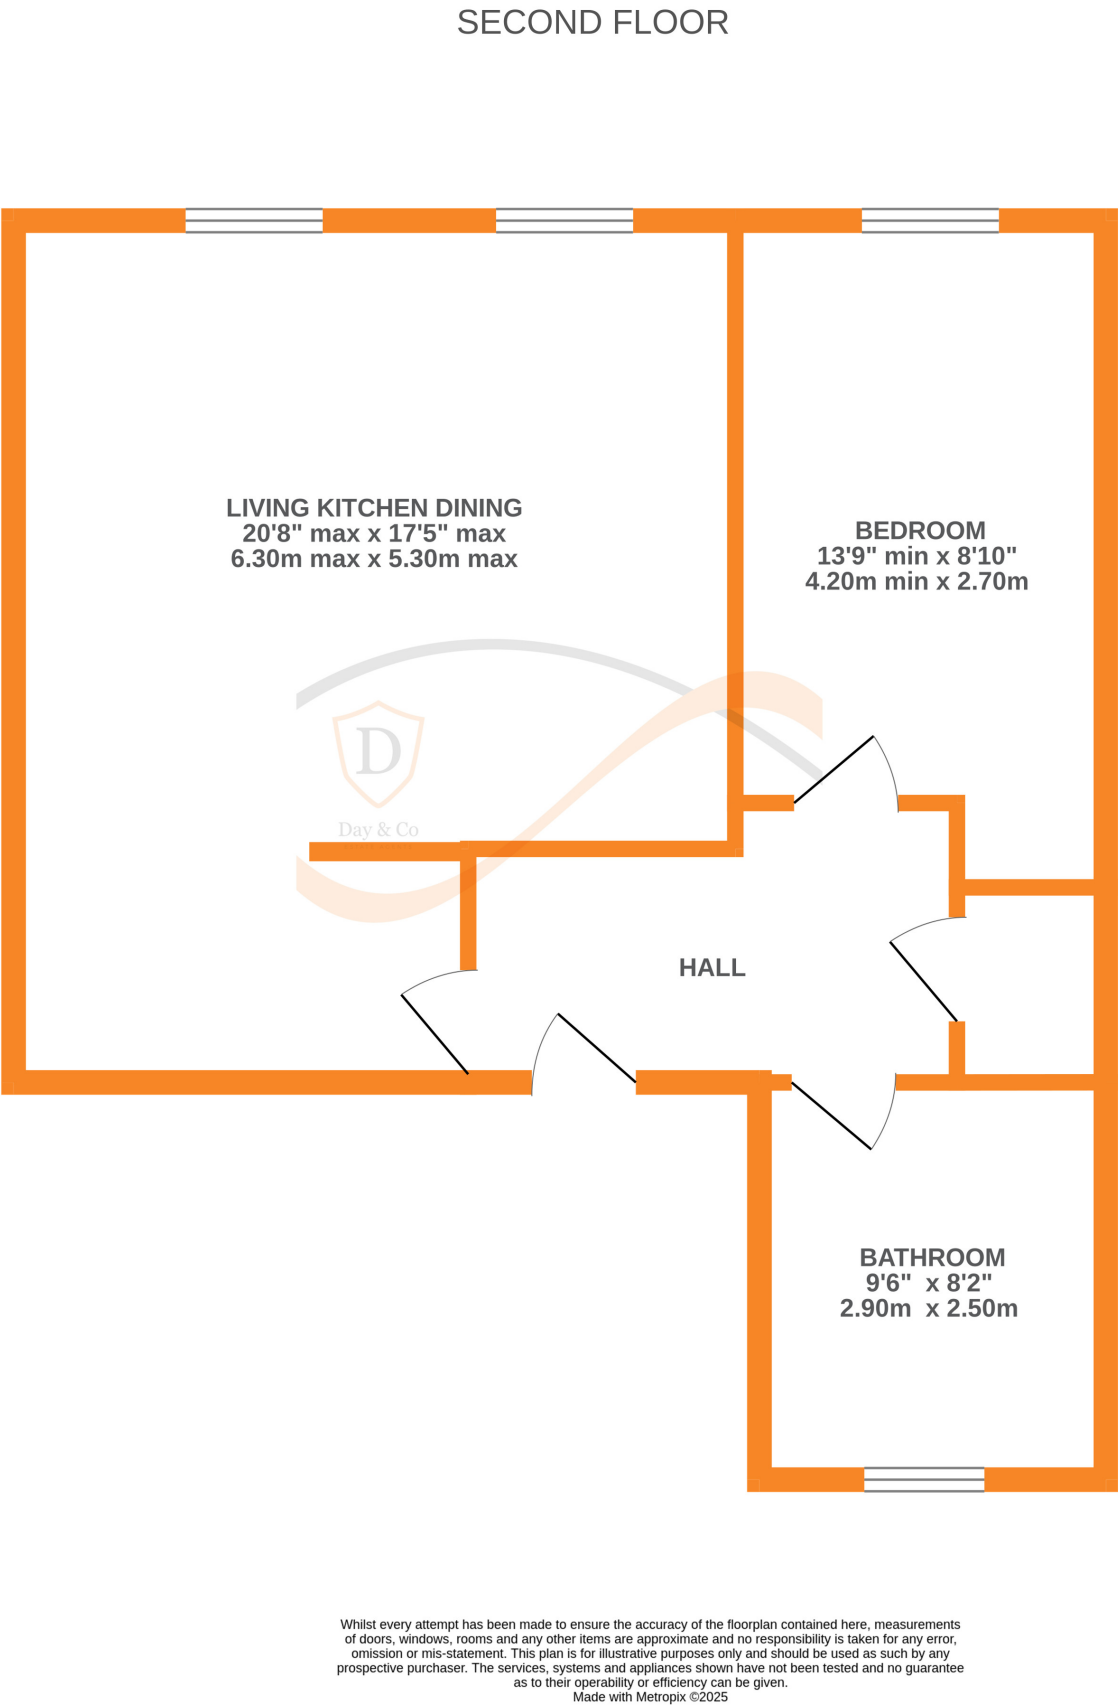 SECOND FLOOR
LIVING KITCHEN DINING
20'8" max x 17'5" max
6.30m max x 5.30m max
BEDROOM
13'9" min x 8'10"
4.20m min x 2.70m
D
Day & Co
HALL
BATHROOM
9'6" x 8'2"
2.90m x 2.50m
Whilst every attempt has been made to ensure the accuracy of the floorplan contained here, measurements
of doors, windows, rooms and any other items are approximate and no responsibility is taken for any error,
omission or mis-statement. This plan is for illustrative purposes only and should be used as such by any
prospective purchaser. The services, systems and appliances shown have not been tested and no guarantee
as to their operability or efficiency can be given.
Made with Metropix ©2025